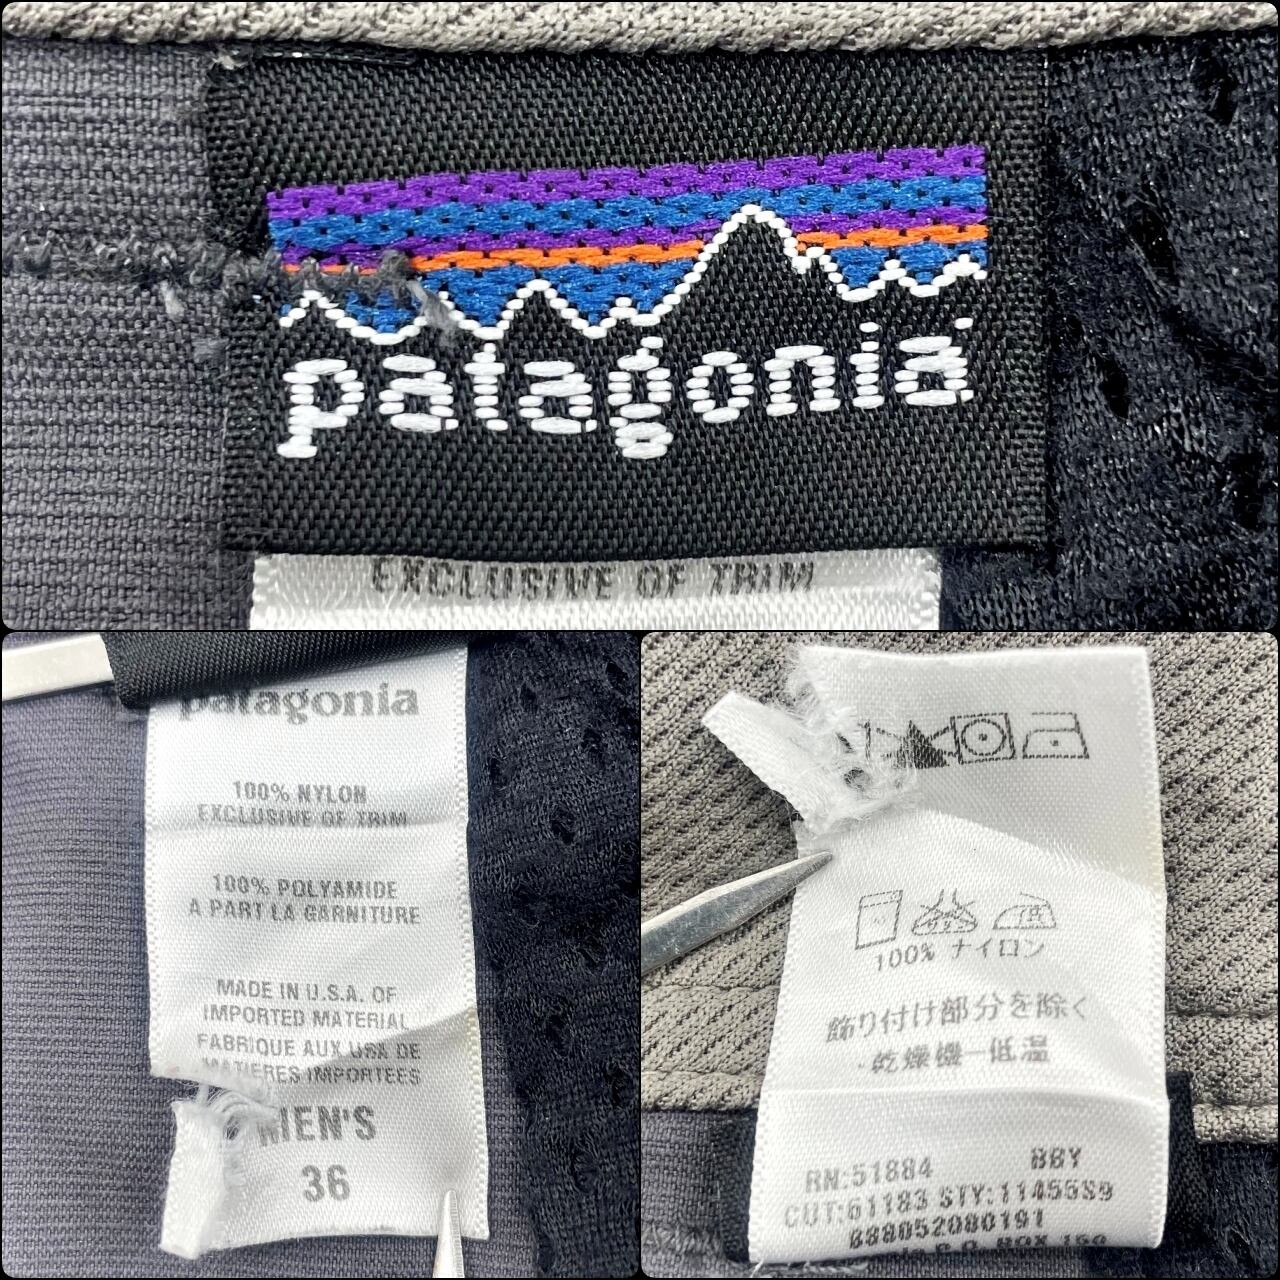 patagonia
EXCLUSIVE OF TRIM
patagonia
100% NYLON
EXCLUSIVE OF TRIM
100% POLYAMIDE
A PART LA GARNITURE
MADE IN U.S.A. OF
IMPORTED MATERIAL
FABRIQUE AUX USA DE
MATIERES IMPORTEES
MEN'S
36
100% ナイロン
飾り付け部分を除く
・乾燥機一低温
RN:51884 BBY
CUT:61183 STY:11455S9
888052080191
P.O. BOX 150